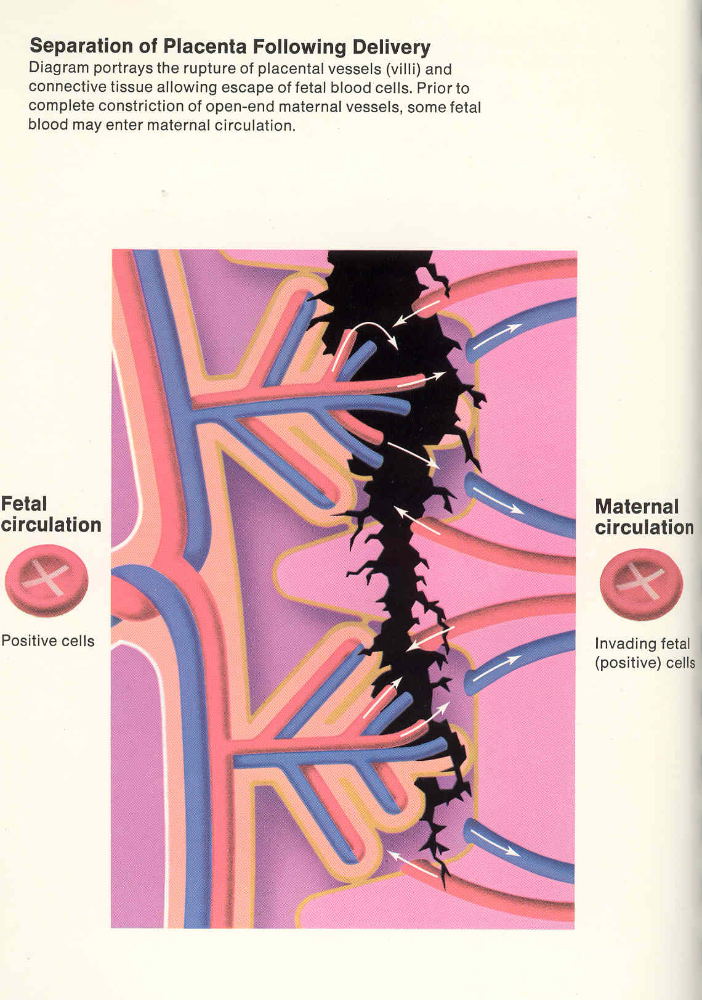 Separation of Placenta Following Delivery
Diagram portrays the rupture of placental vessels (villi) and
connective tissue allowing escape of fetal blood cells. Prior to
complete constriction of open-end maternal vessels, some fetal
blood may enter maternal circulation.
Fetal
circulation
Positive cells
Maternal
circulation
Invading fetal
(positive) cells